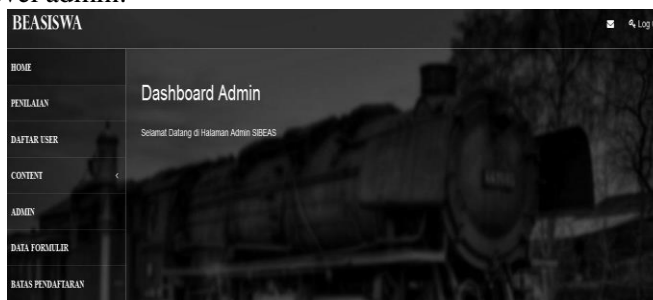 admin.
BEASISWA
Log
HOME
Dashboard Admin
PENILAIAN
Selamat Datang di Halaman Admin SIBEAS
DAFTAR USER
CONTENT <
ADMIN
DATA FORMULIR
BATAS PENDAFTARAN